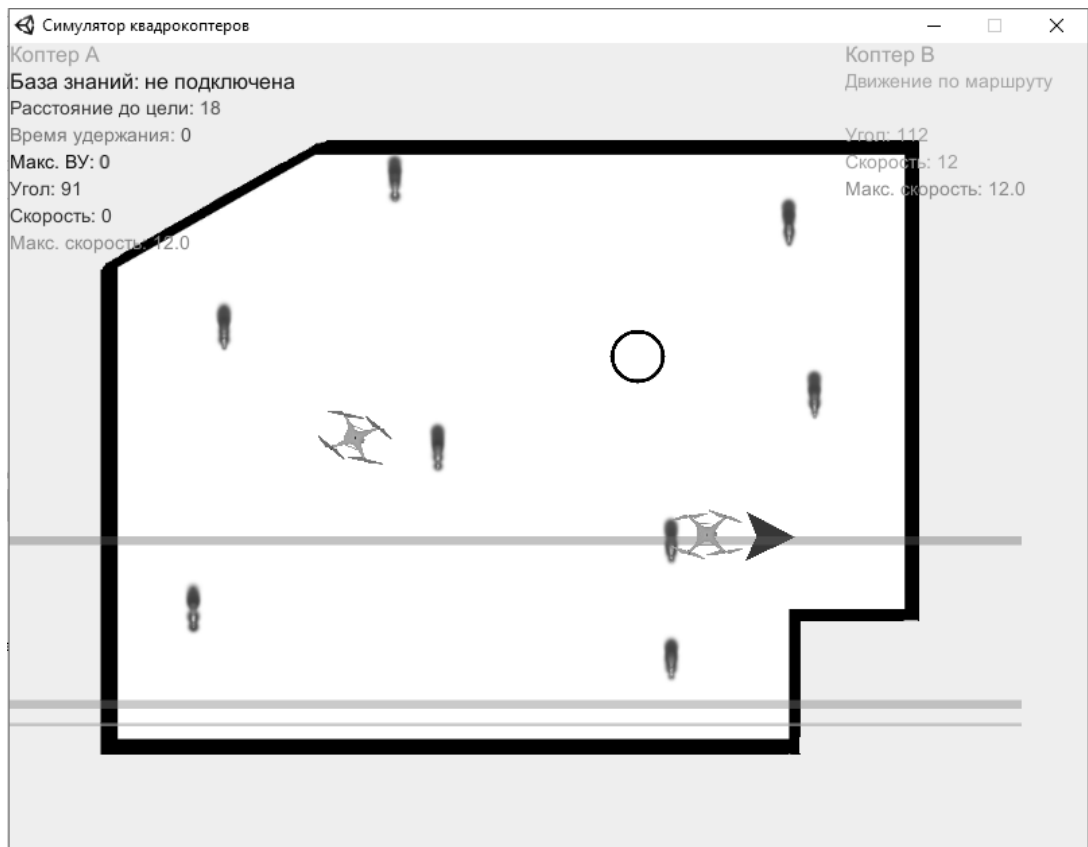 Симулятор квадрокоптеров
Коптер A
База знаний: не подключена
Расстояние до цели: 18
Время удержания: 0
Макс. ВУ: 0
Угол: 91
Скорость: 0
Макс. скорость: 12.0
Коптер B
Движение по маршруту
Угол: 112
Скорость: 12
Макс. скорость: 12.0